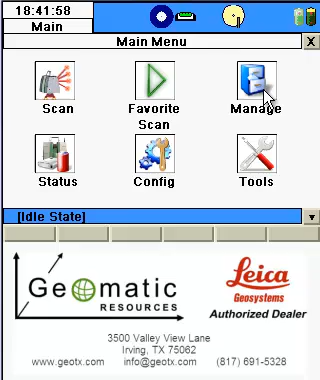 18:41:58
Main
Main Menu X
Scan Favorite Scan Manage
Status Config Tools
[Idle State]
Geomatic
RESOURCES
Leica
Geosystems
Authorized Dealer
3500 Valley View Lane
Irving, TX 75062
www.geotx.com info@geotx.com (817) 691-5328